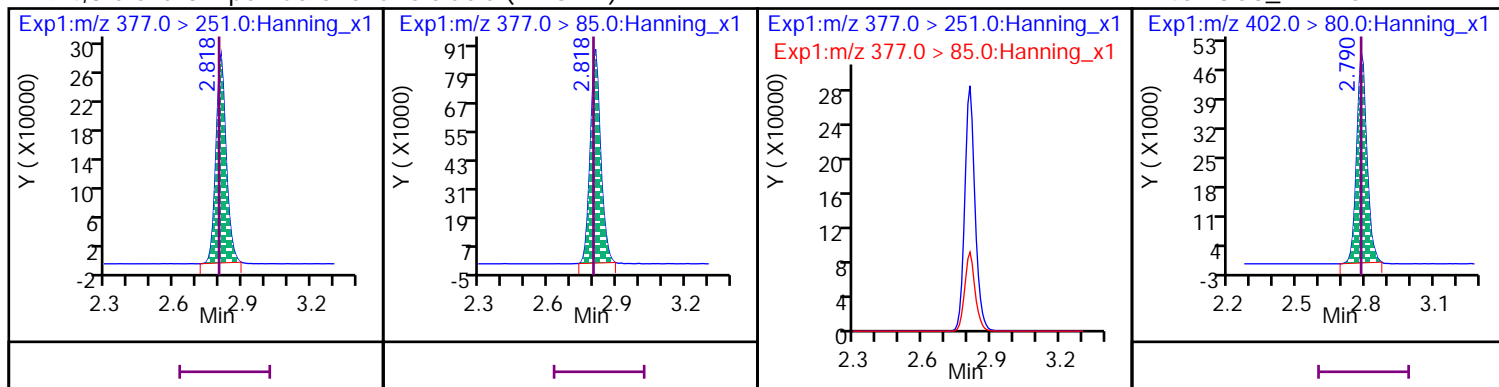 Exp1:m/z 377.0 > 251.0:Hanning_x1
2.818
30
26
22
18
14
10
6
2
-2
Y ( X10000)
2.3 2.6 2.9 3.2
Min
Exp1:m/z 377.0 > 85.0:Hanning_x1
2.818
91
79
67
55
43
31
19
7
-5
Y ( X1000)
2.3 2.6 2.9 3.2
Min
Exp1:m/z 377.0 > 251.0:Hanning_x1
Exp1:m/z 377.0 > 85.0:Hanning_x1
28
24
20
16
12
8
4
0
Y ( X10000)
2.3 2.6 2.9 3.2
Min
Exp1:m/z 402.0 > 80.0:Hanning_x1
2.790
53
46
39
32
25
18
11
4
-3
Y ( X10000)
2.2 2.5 2.8 3.1
Min